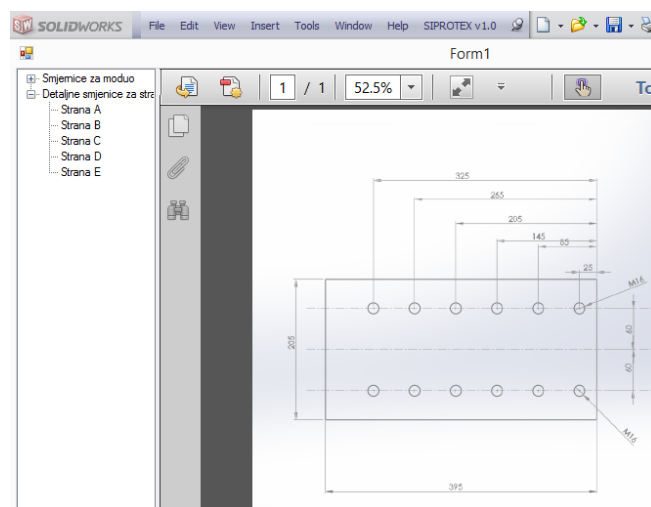 SOLIDWORKS File Edit View Insert Tools Window Help SIPROTEX v1.0
Form1
Smjernice za moduo
Detaljne smjernice za stra
Strana A
Strana B
Strana C
Strana D
Strana E
1 / 1 52.5% To
325
265
205
145
85
25
M16
205
60
60
M16
395